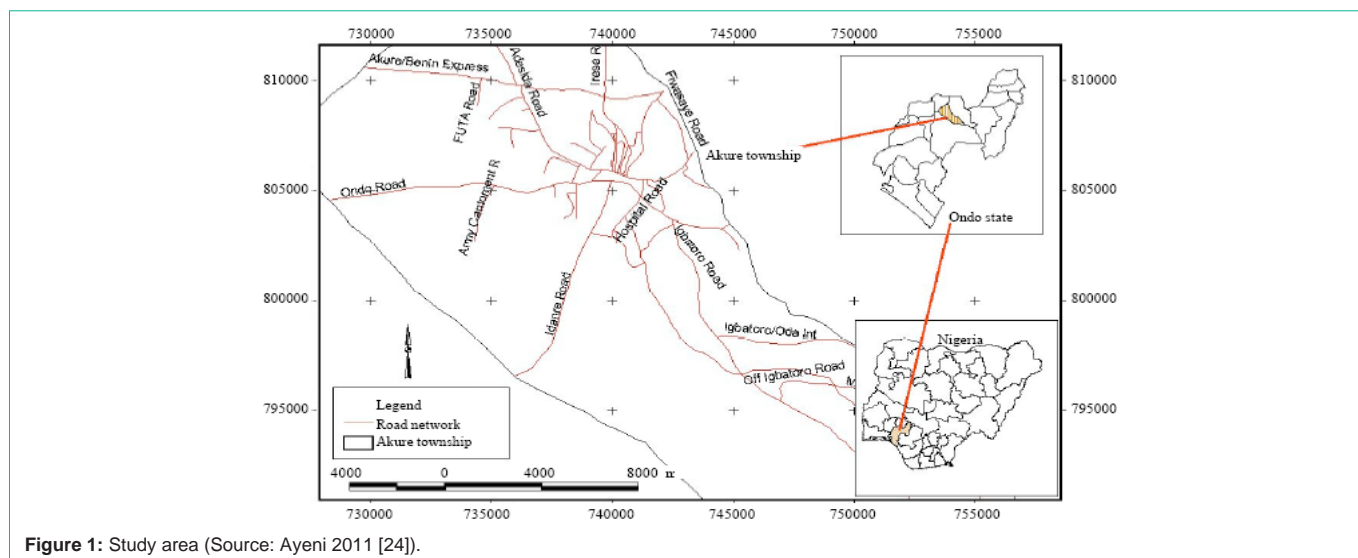 730000 735000 740000 745000 750000 755000
810000 810000
805000 805000
800000 800000
795000 795000
Akure/Benin Express
FUTA Road
Adesida Road
Irese R
Fiwasaye Road
Akure township
Ondo Road
Army Cantoment R
Hospital Road
Igbatoro Road
Idanre Road
Ondo state
Igbatoro/Oda Int
Off Igbatoro Road
Nigeria
Legend
Road network
Akure township
4000 0 4000 8000
730000 735000 740000 745000 750000 755000
Figure 1: Study area (Source: Ayeni 2011 [24]).